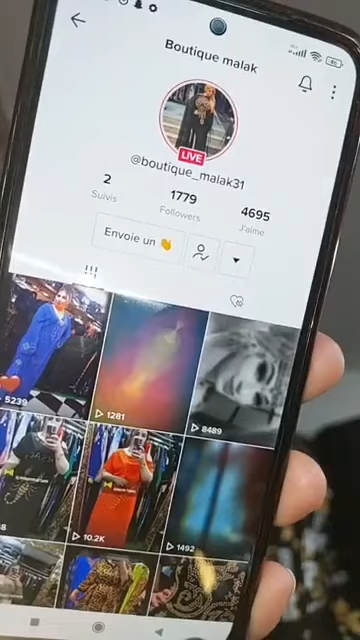 Boutique malak
LIVE
@boutique_malak31
2 1779 4695
Suivis Followers J'aime
Envoie un 👋
5239 1281 8489
10.2K 1492